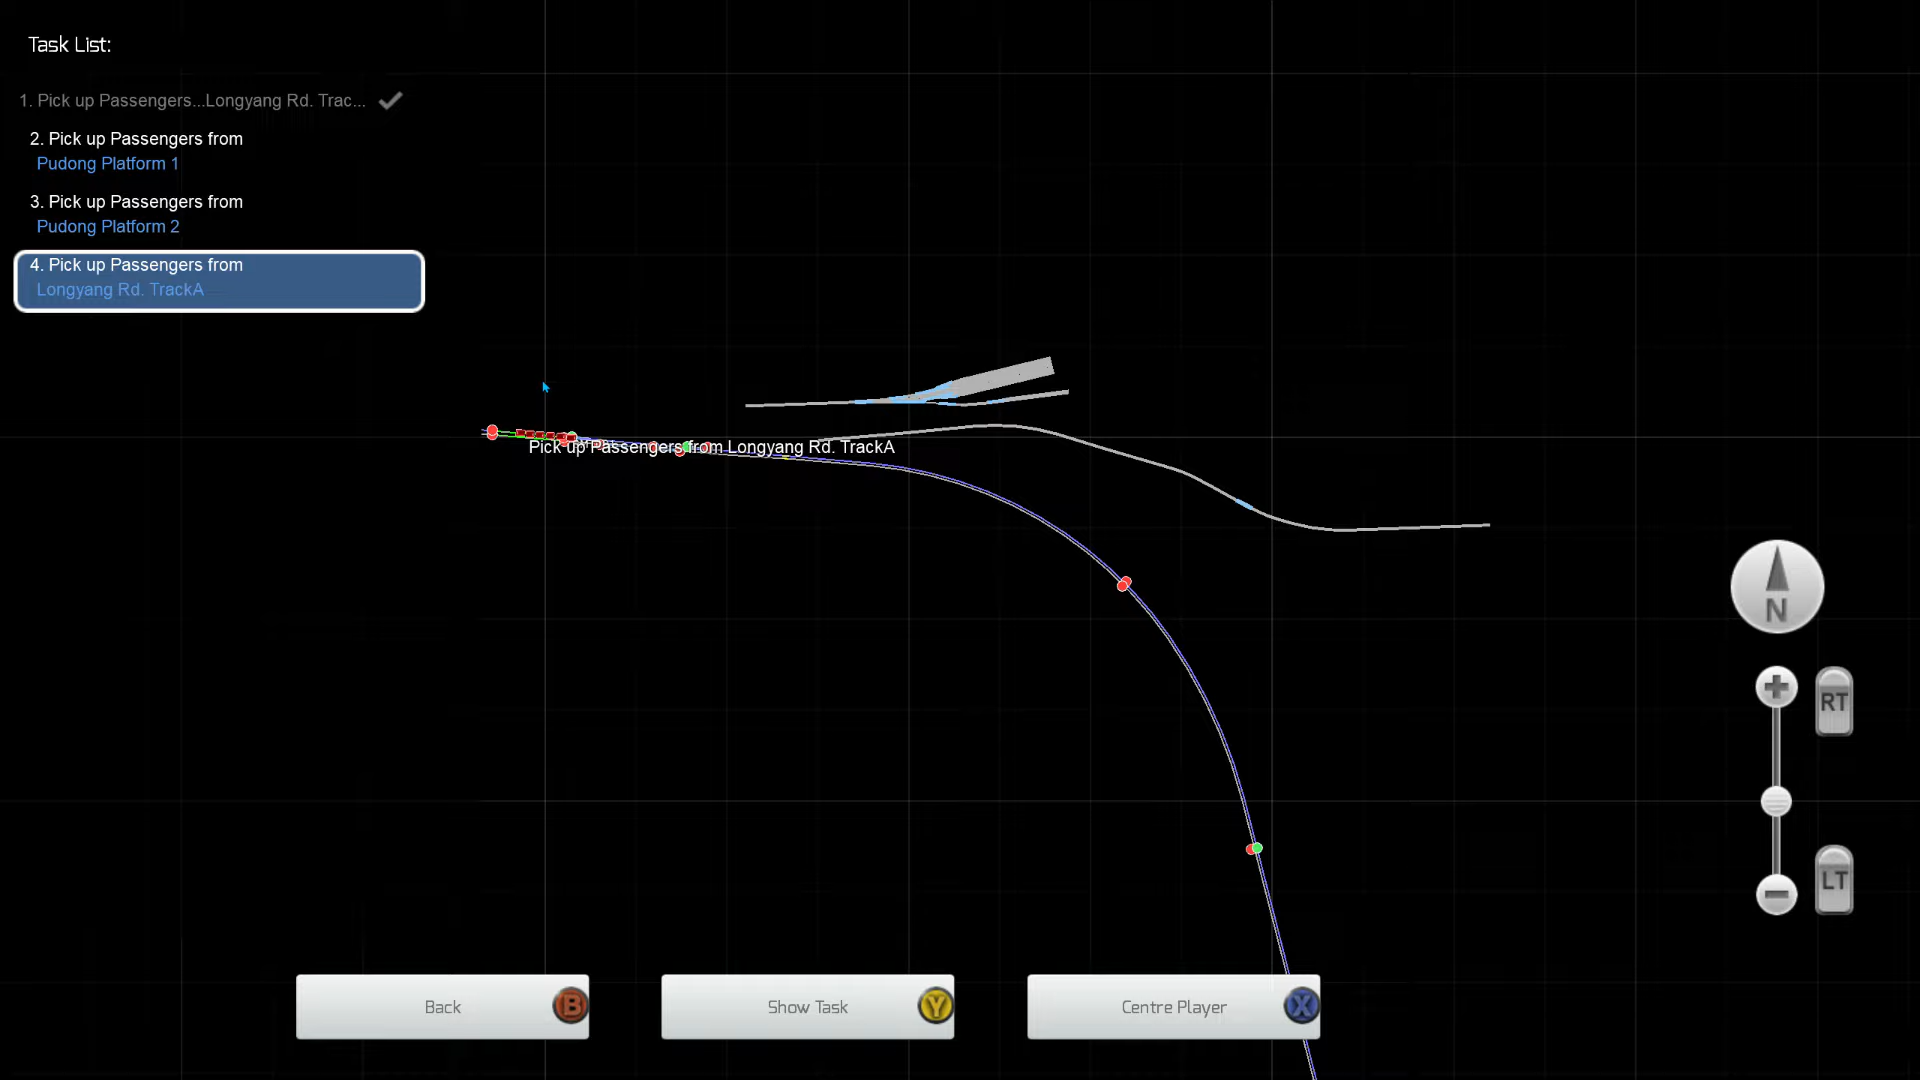 Task List:
1. Pick up Passengers...Longyang Rd. Trac...
2. Pick up Passengers from
Pudong Platform 1
3. Pick up Passengers from
Pudong Platform 2
4. Pick up Passengers from
Longyang Rd. TrackA
Pick up Passengers from Longyang Rd. TrackA
N
RT
LT
Back B
Show Task Y
Centre Player X